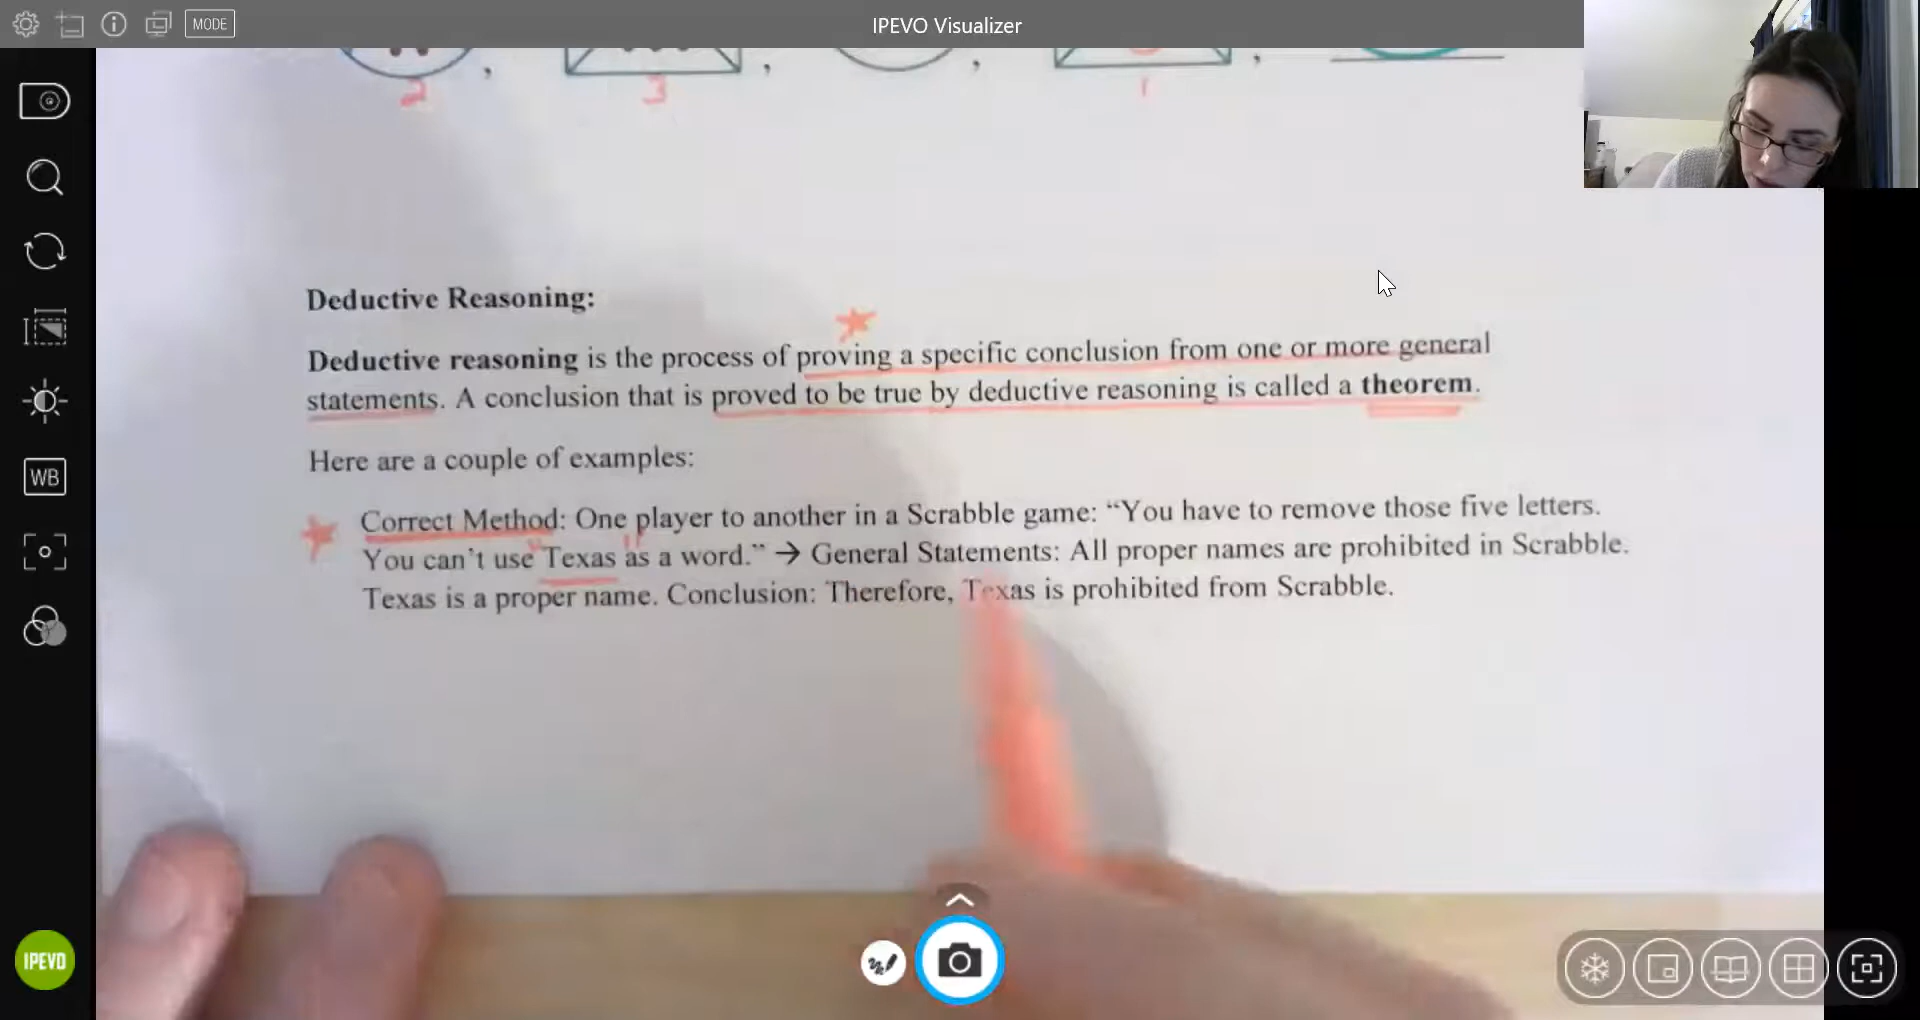 MODE
IPEVO Visualizer
2 , 3 , , 1 ,
Deductive Reasoning:
Deductive reasoning is the process of proving a specific conclusion from one or more general
statements. A conclusion that is proved to be true by deductive reasoning is called a theorem.
Here are a couple of examples:
Correct Method: One player to another in a Scrabble game: “You have to remove those five letters.
You can’t use "Texas" as a word.” → General Statements: All proper names are prohibited in Scrabble.
Texas is a proper name. Conclusion: Therefore, Texas is prohibited from Scrabble.
WB
IPEVO